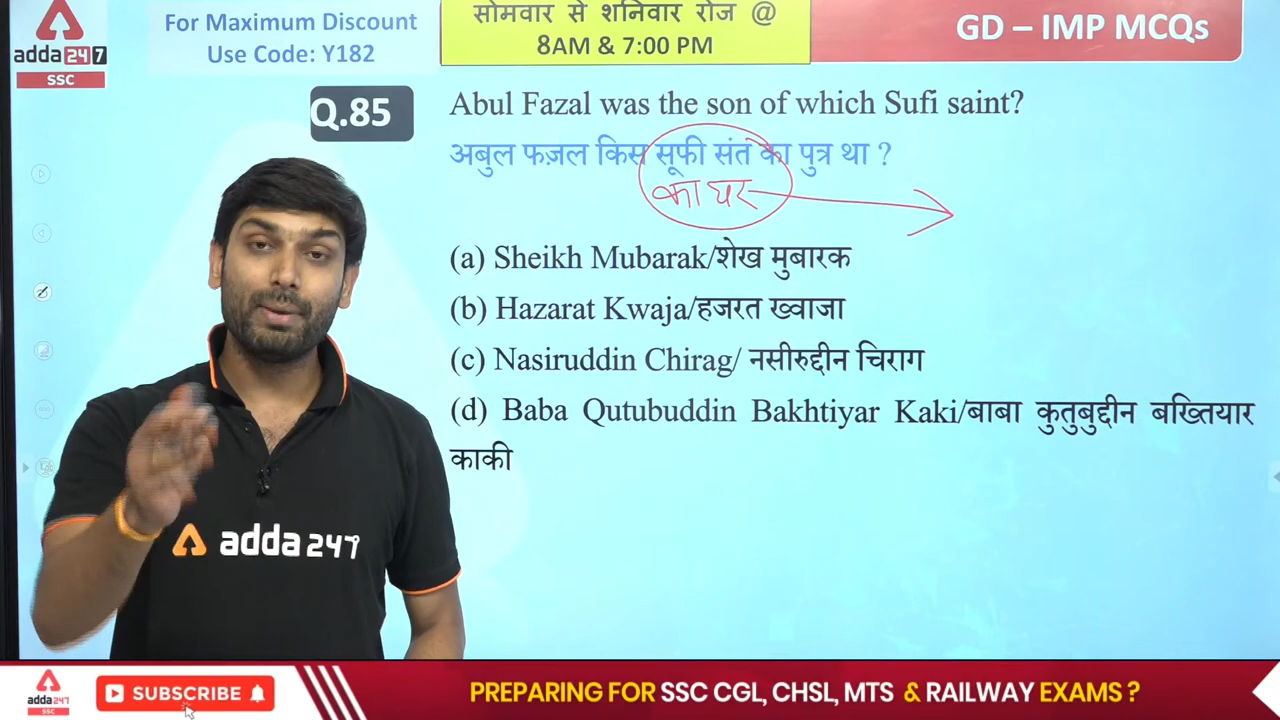 adda247
SSC
For Maximum Discount
Use Code: Y182
सोमवार से शनिवार रोज @
8AM & 7:00 PM
GD – IMP MCQs
Q.85
Abul Fazal was the son of which Sufi saint?
अबुल फज़ल किस सूफी संत का पुत्र था ?
का घर
(a) Sheikh Mubarak/शेख मुबारक
(b) Hazarat Kwaja/हजरत ख्वाजा
(c) Nasiruddin Chirag/ नसीरुद्दीन चिराग
(d) Baba Qutubuddin Bakhtiyar Kaki/बाबा कुतुबुद्दीन बख्तियार
काकी
adda247
adda247
SSC
SUBSCRIBE
PREPARING FOR SSC CGL, CHSL, MTS & RAILWAY EXAMS ?